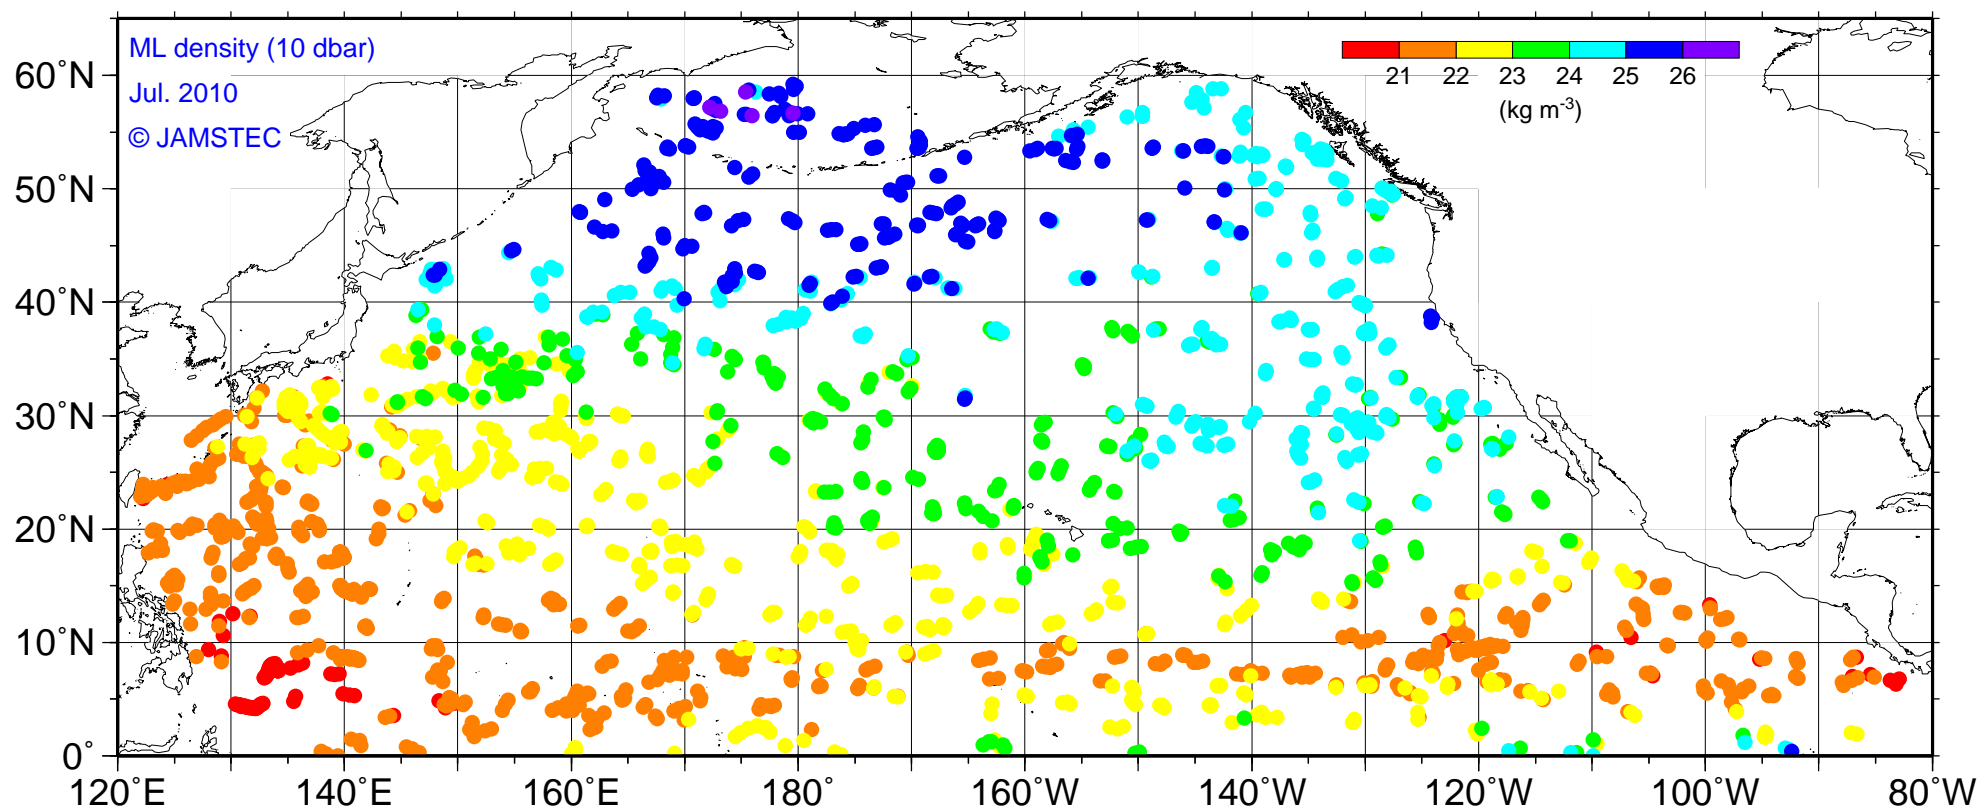 ML density (10 dbar)
Jul. 2010
© JAMSTEC
21 22 23 24 25 26
(kg m-3)
60˚N
50˚N
40˚N
30˚N
20˚N
10˚N
0˚
120˚E 140˚E 160˚E 180˚ 160˚W 140˚W 120˚W 100˚W 80˚W